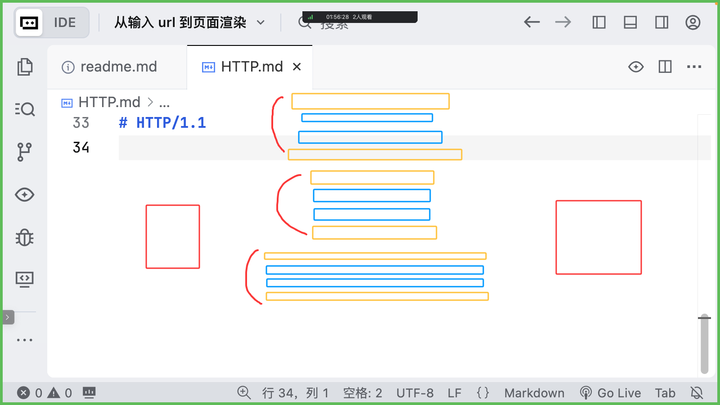 IDE 从输入 url 到页面渲染 搜索
01:56:28 2人观看
readme.md HTTP.md
HTTP.md > ...
33 # HTTP/1.1
34
0 0 行 34，列 1 空格: 2 UTF-8 LF {} Markdown Go Live Tab